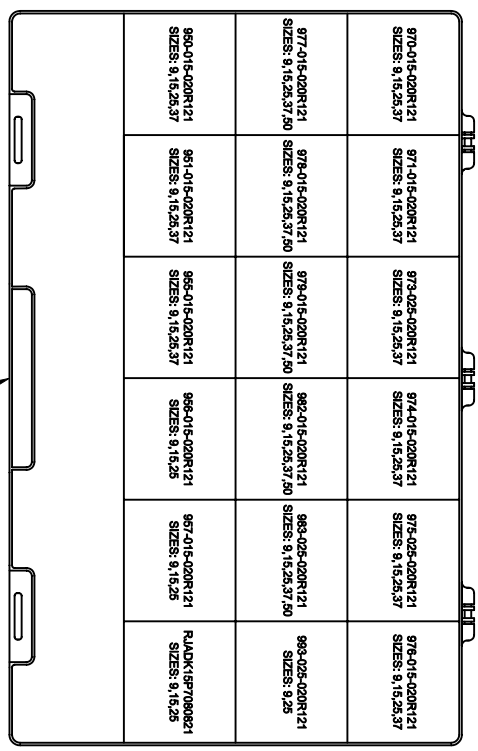 970-015-020R121
SIZES: 9,15,25,37
971-015-020R121
SIZES: 9,15,25,37
973-025-020R121
SIZES: 9,15,25,37
974-015-020R121
SIZES: 9,15,25,37
975-025-020R121
SIZES: 9,15,25,37
976-015-020R121
SIZES: 9,15,25,37
977-015-020R121
SIZES: 9,15,25,37,50
978-015-020R121
SIZES: 9,15,25,37,50
979-015-020R121
SIZES: 9,15,25,37,50
982-015-020R121
SIZES: 9,15,25,37,50
983-025-020R121
SIZES: 9,15,25,37,50
993-025-020R121
SIZES: 9,25
950-015-020R121
SIZES: 9,15,25,37
951-015-020R121
SIZES: 9,15,25,37
955-015-020R121
SIZES: 9,15,25,37
956-015-020R121
SIZES: 9,15,25
957-015-020R121
SIZES: 9,15,25
RJADK15P7080821
SIZES: 9,15,25